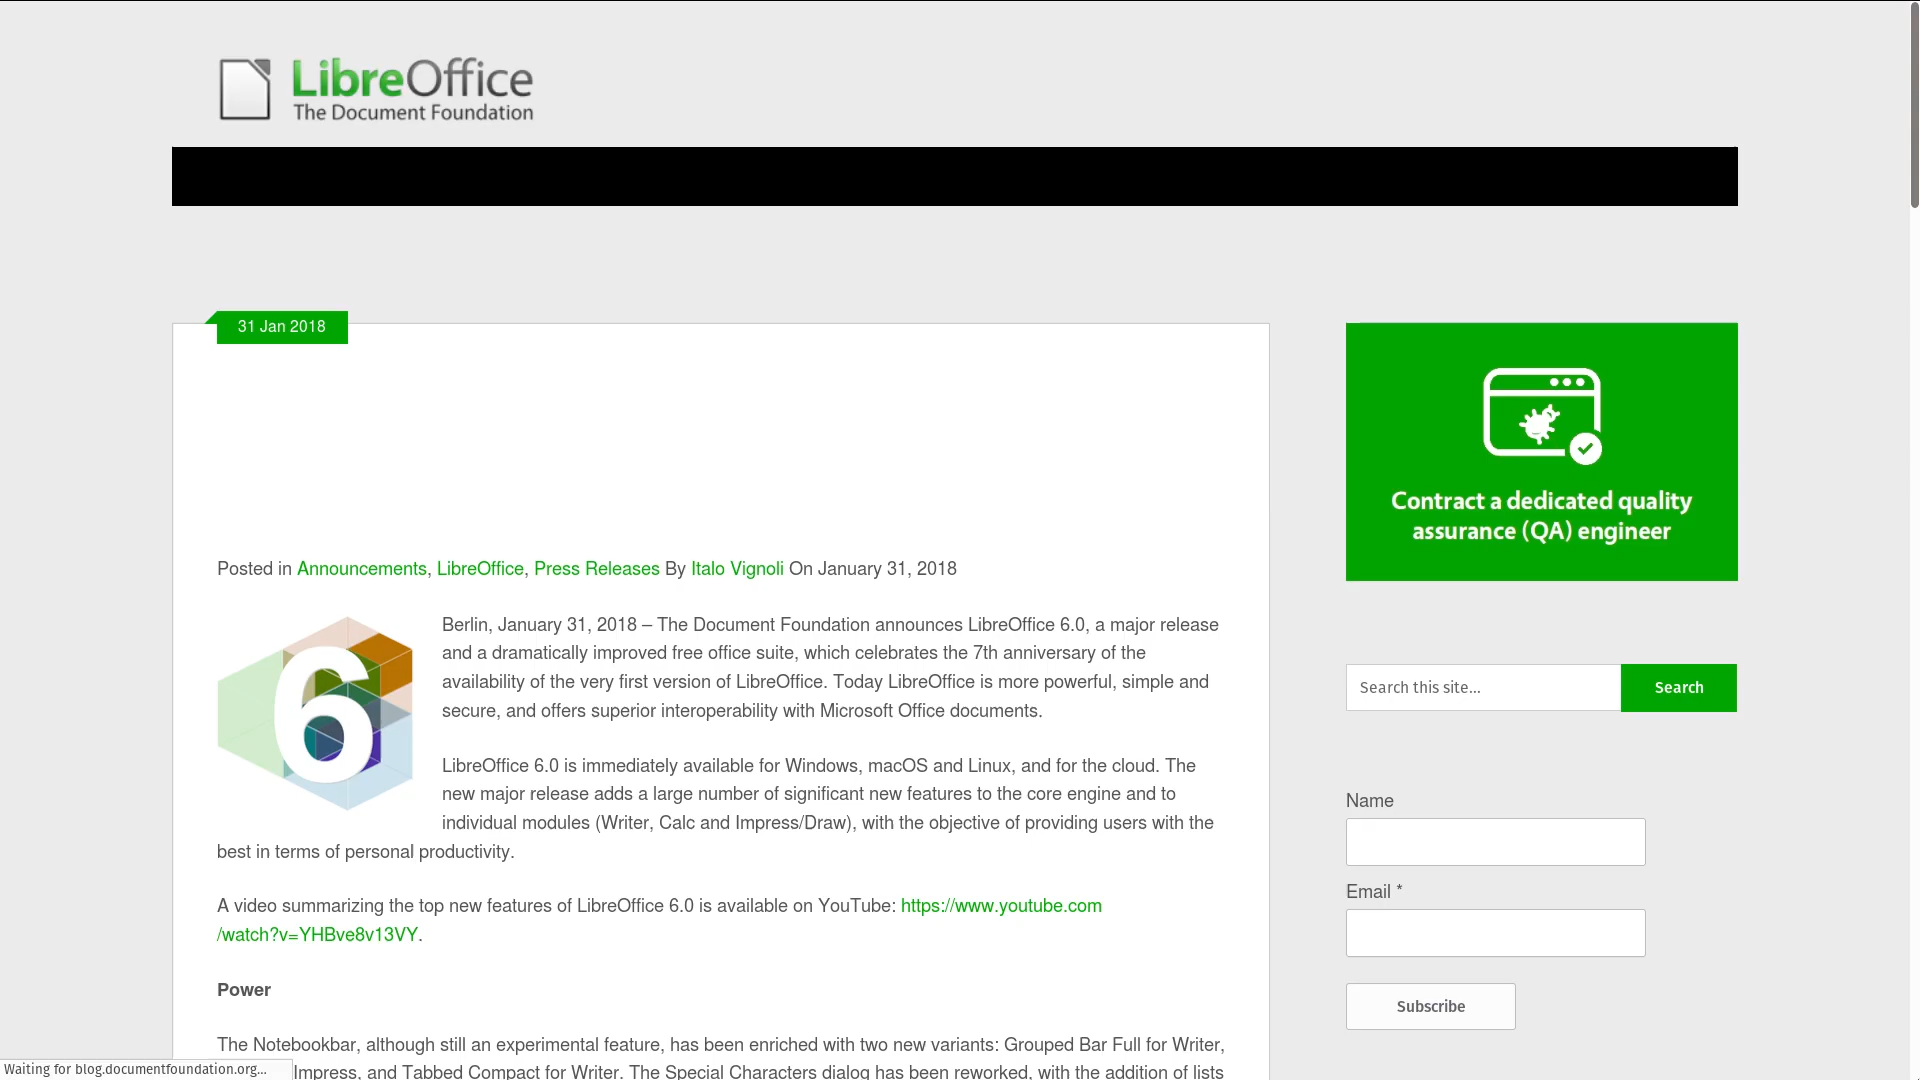 LibreOffice
The Document Foundation
31 Jan 2018
Posted in Announcements, LibreOffice, Press Releases By Italo Vignoli On January 31, 2018
6
Berlin, January 31, 2018 – The Document Foundation announces LibreOffice 6.0, a major release
and a dramatically improved free office suite, which celebrates the 7th anniversary of the
availability of the very first version of LibreOffice. Today LibreOffice is more powerful, simple and
secure, and offers superior interoperability with Microsoft Office documents.
LibreOffice 6.0 is immediately available for Windows, macOS and Linux, and for the cloud. The
new major release adds a large number of significant new features to the core engine and to
individual modules (Writer, Calc and Impress/Draw), with the objective of providing users with the
best in terms of personal productivity.
A video summarizing the top new features of LibreOffice 6.0 is available on YouTube: https://www.youtube.com
/watch?v=YHBve8v13VY.
Power
The Notebookbar, although still an experimental feature, has been enriched with two new variants: Grouped Bar Full for Writer,
Impress, and Tabbed Compact for Writer. The Special Characters dialog has been reworked, with the addition of lists
Contract a dedicated quality
assurance (QA) engineer
Search this site...
Search
Name
Email *
Subscribe
Waiting for blog.documentfoundation.org...